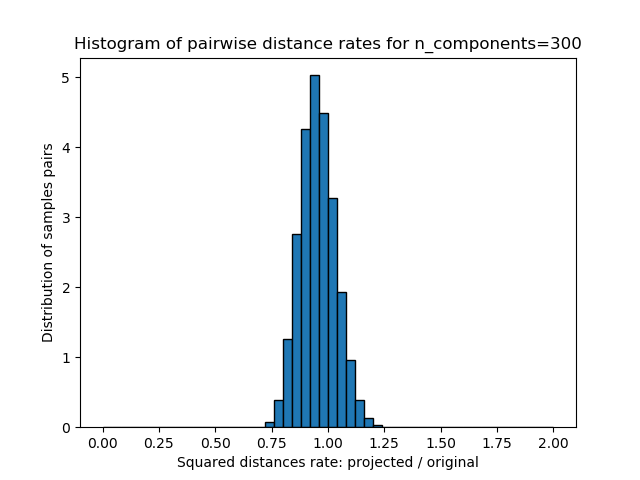 Histogram of pairwise distance rates for n_components=300
Distribution of samples pairs
5
4
3
2
1
0
0.00 0.25 0.50 0.75 1.00 1.25 1.50 1.75 2.00
Squared distances rate: projected / original